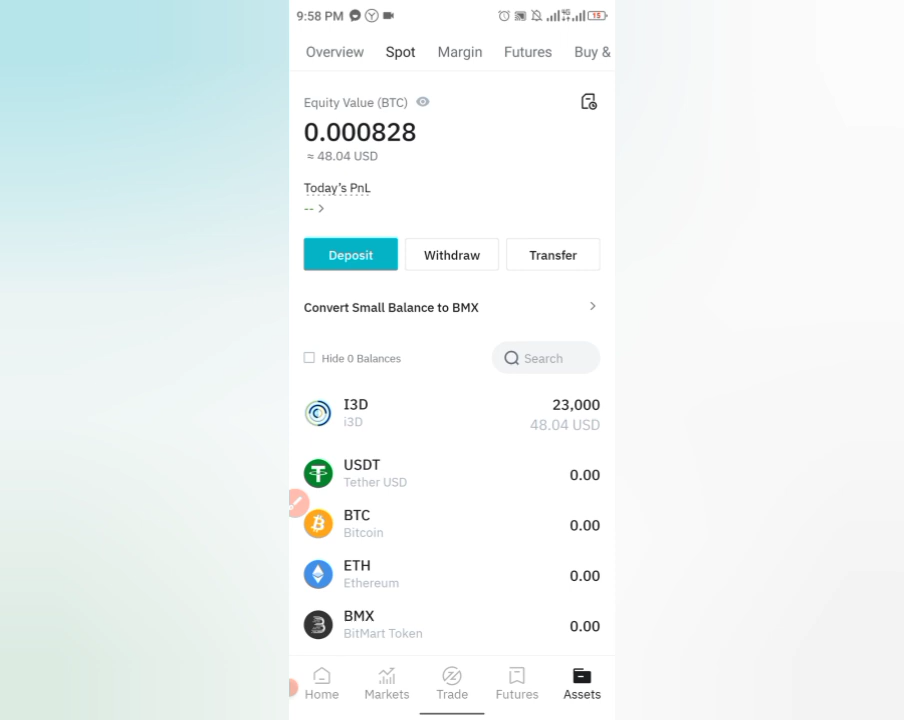 9:58 PM 4G 15
Overview Spot Margin Futures Buy &
Equity Value (BTC)
0.000828
≈ 48.04 USD
Today's PnL
-- >
Deposit Withdraw Transfer
Convert Small Balance to BMX >
Hide 0 Balances Search
I3D 23,000
i3D 48.04 USD
USDT
Tether USD 0.00
BTC
Bitcoin 0.00
ETH
Ethereum 0.00
BMX
BitMart Token 0.00
Home Markets Trade Futures Assets